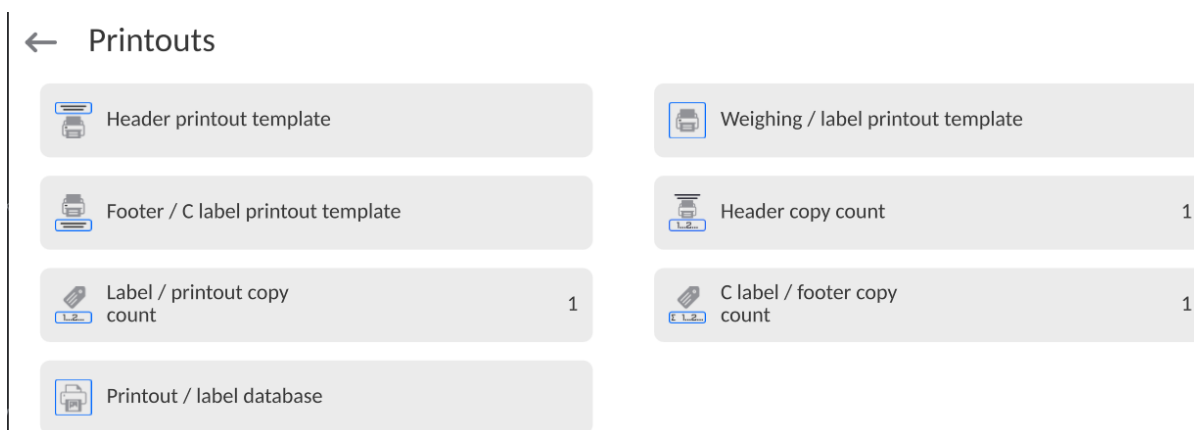 Printouts
Header printout template
Weighing / label printout template
Footer / C label printout template
Header copy count
1
Label / printout copy
count
1
C label / footer copy
count
1
Printout / label database